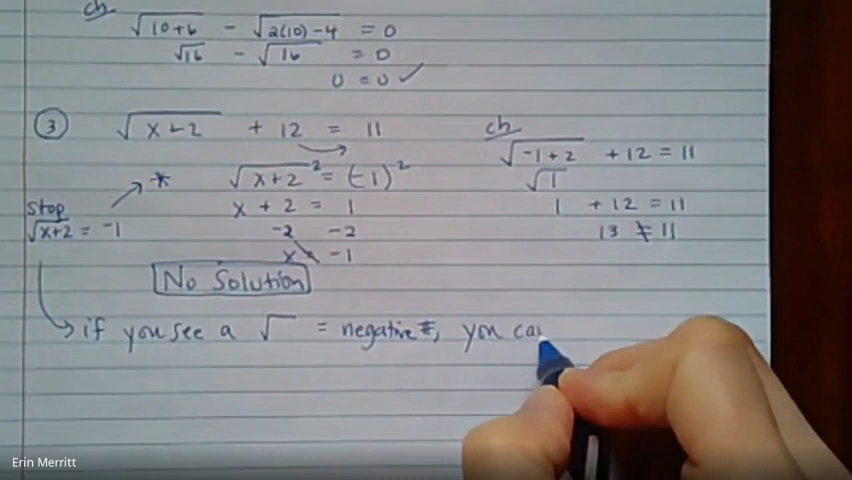 ch
√10+6 - √2(10)-4 = 0
√16 - √16 = 0
0 = 0 ✓
③ √x+2 + 12 = 11
* √x+2² = (-1)²
x + 2 = 1
-2 -2
x = -1
No Solution
Stop
√x+2 = -1
ch
√-1+2 + 12 = 11
√1
1 + 12 = 11
13 ≠ 11
if you see a √ = negative #, you can
Erin Merritt